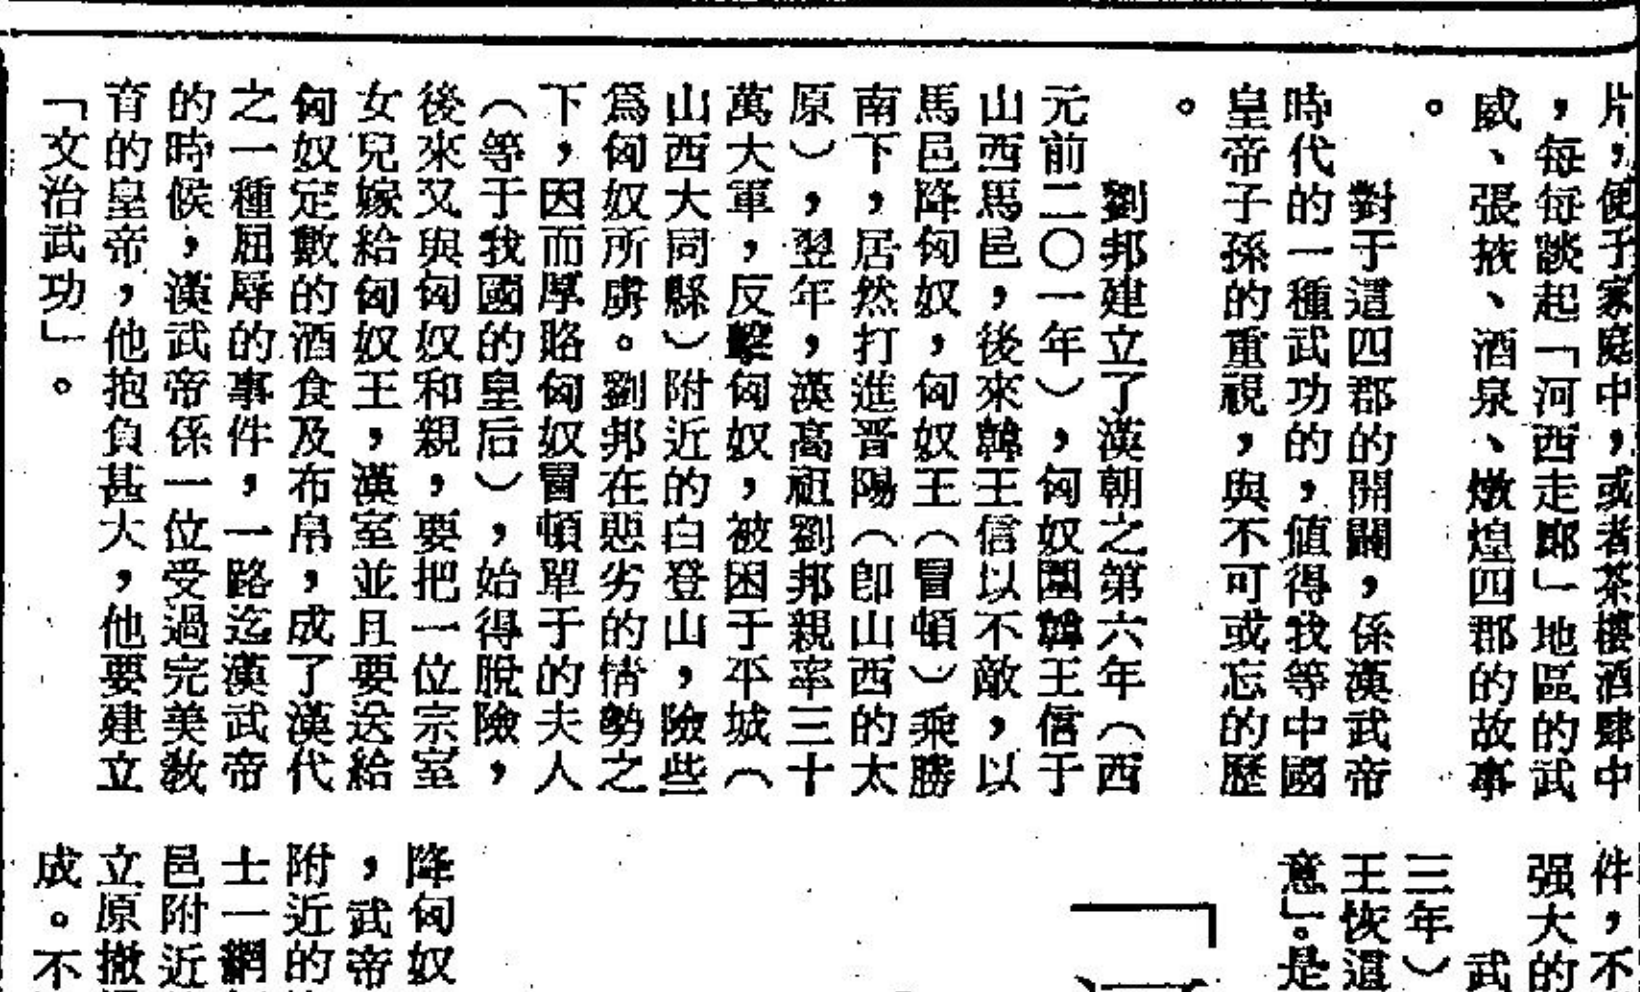 片，便子家庭中，或者茶樓酒肆中
，每每談起「河西走廊」地區的武
威、張掖、酒泉、燉煌四郡的故事
。
對于這四郡的開闢，係漢武帝
時代的一種武功的，值得我等中國
皇帝子孫的重視，與不可或忘的歷
。
劉邦建立了漢朝之第六年（西
元前二〇一年），匈奴圍韓王信于
山西馬邑，後來韓王信以不敵，以
馬邑降匈奴，匈奴王（冒頓）乘勝
南下，居然打進晋陽（卽山西的太
原），翌年，漢高祖劉邦親率三十
萬大軍，反擊匈奴，被困于平城（
山西大同縣）附近的白登山，險些
爲匈奴所虜。劉邦在惡劣的情勢之
下，因而厚賂匈奴冒頓單于的夫人
（等于我國的皇后），始得脫險，
後來又與匈奴和親，要把一位宗室
女兒嫁給匈奴王，漢室並且要送給
匈奴定數的酒食及布帛，成了漢代
之一種屈辱的事件，一路迄漢武帝
的時候，漢武帝係一位受過完美教
育的皇帝，他抱負甚大，他要建立
「文治武功」。
件，不
强大的
武
三年）
王恢還
意」。是
降匈奴
，武帝
附近的
士一網
邑附近
立原撤
成。不